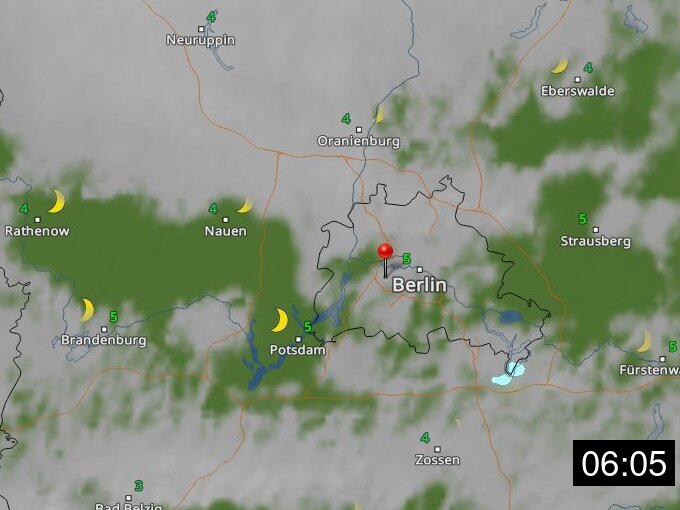 4
Neuruppin
4
Eberswalde
4
Oranienburg
4
Rathenow
4
Nauen
5
Strausberg
5
Berlin
5
Brandenburg
5
Potsdam
5
Fürstenwa
4
Zossen
06:05
3
Bad Belzig